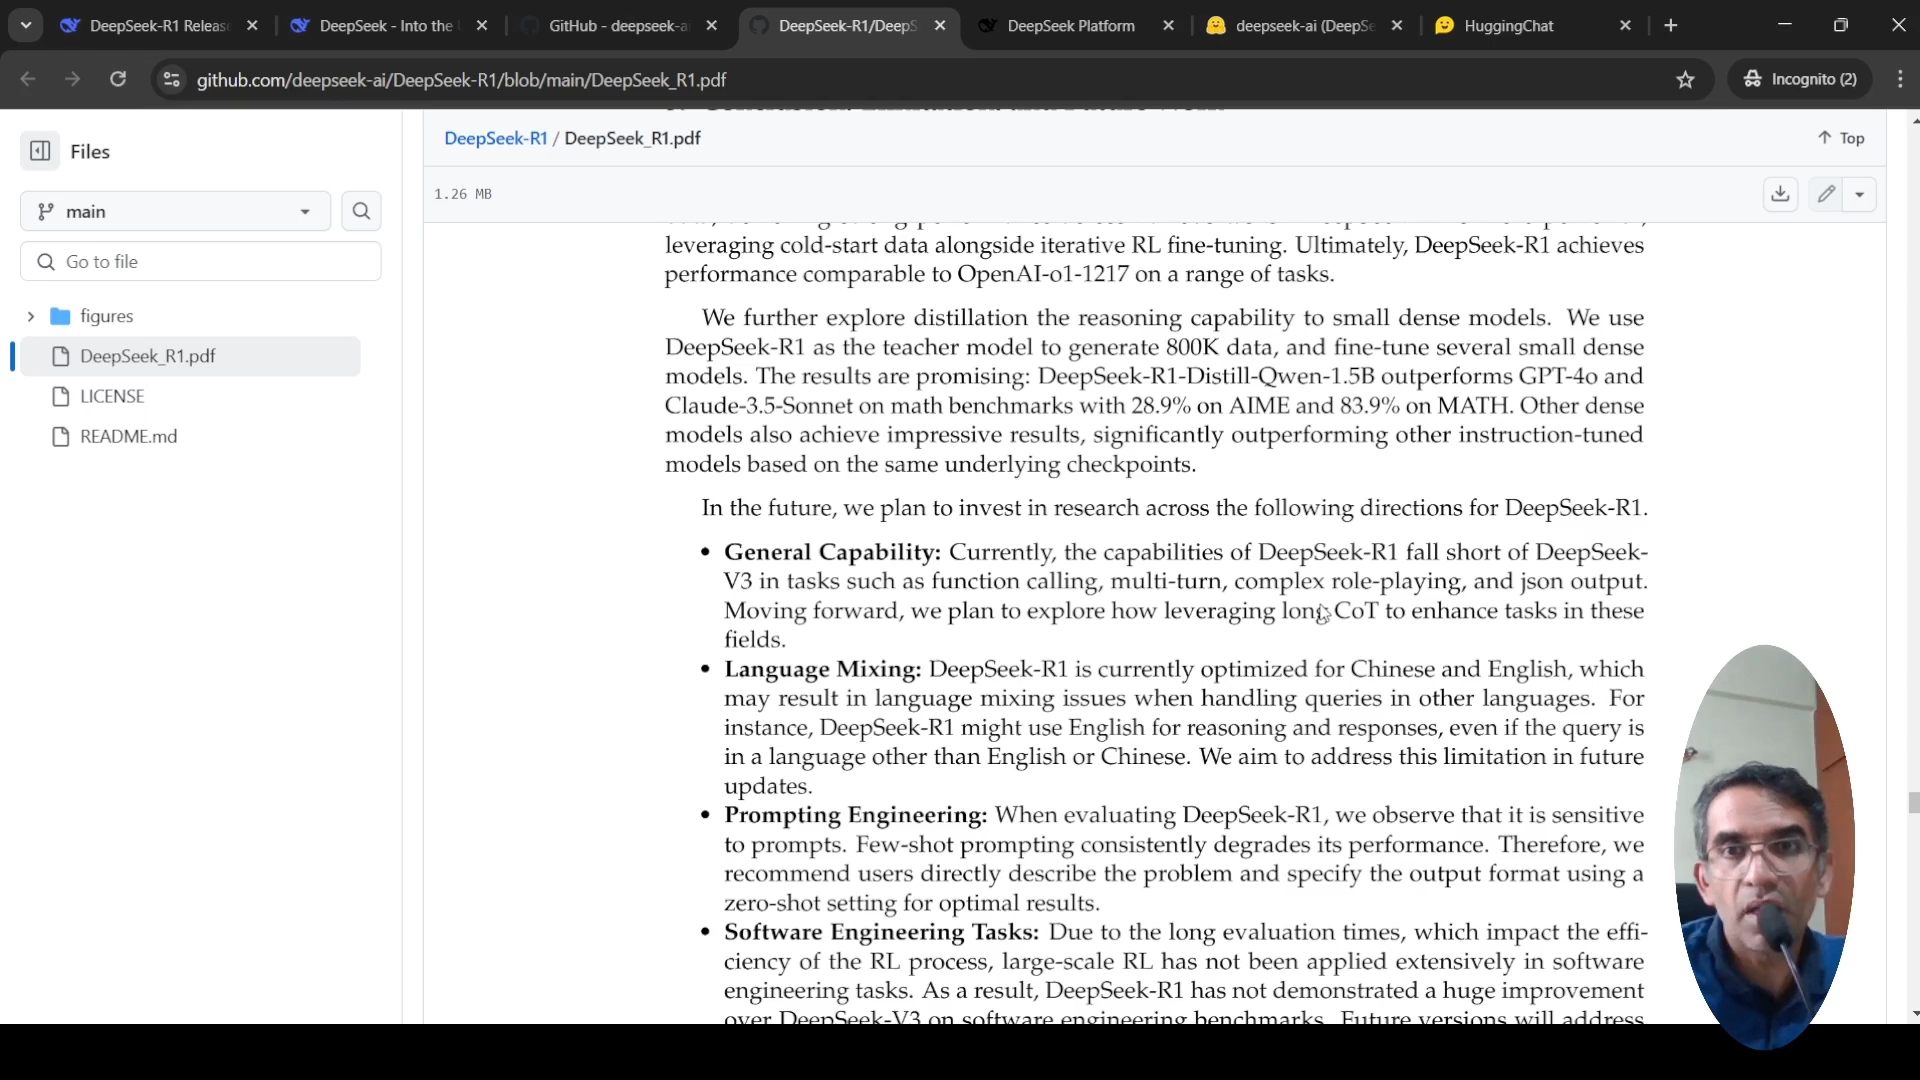 DeepSeek-R1 Releas
DeepSeek - Into the
GitHub - deepseek-a
DeepSeek-R1/DeepS
DeepSeek Platform
deepseek-ai (DeepSe
HuggingChat
github.com/deepseek-ai/DeepSeek-R1/blob/main/DeepSeek_R1.pdf
Incognito (2)
Files
main
Go to file
figures
DeepSeek_R1.pdf
LICENSE
README.md
DeepSeek-R1 / DeepSeek_R1.pdf
Top
1.26 MB
leveraging cold-start data alongside iterative RL fine-tuning. Ultimately, DeepSeek-R1 achieves
performance comparable to OpenAI-o1-1217 on a range of tasks.
We further explore distillation the reasoning capability to small dense models. We use
DeepSeek-R1 as the teacher model to generate 800K data, and fine-tune several small dense
models. The results are promising: DeepSeek-R1-Distill-Qwen-1.5B outperforms GPT-4o and
Claude-3.5-Sonnet on math benchmarks with 28.9% on AIME and 83.9% on MATH. Other dense
models also achieve impressive results, significantly outperforming other instruction-tuned
models based on the same underlying checkpoints.
In the future, we plan to invest in research across the following directions for DeepSeek-R1.
• General Capability: Currently, the capabilities of DeepSeek-R1 fall short of DeepSeek-
V3 in tasks such as function calling, multi-turn, complex role-playing, and json output.
Moving forward, we plan to explore how leveraging long CoT to enhance tasks in these
fields.
• Language Mixing: DeepSeek-R1 is currently optimized for Chinese and English, which
may result in language mixing issues when handling queries in other languages. For
instance, DeepSeek-R1 might use English for reasoning and responses, even if the query is
in a language other than English or Chinese. We aim to address this limitation in future
updates.
• Prompting Engineering: When evaluating DeepSeek-R1, we observe that it is sensitive
to prompts. Few-shot prompting consistently degrades its performance. Therefore, we
recommend users directly describe the problem and specify the output format using a
zero-shot setting for optimal results.
• Software Engineering Tasks: Due to the long evaluation times, which impact the effi-
ciency of the RL process, large-scale RL has not been applied extensively in software
engineering tasks. As a result, DeepSeek-R1 has not demonstrated a huge improvement
over DeepSeek-V3 on software engineering benchmarks. Future versions will address